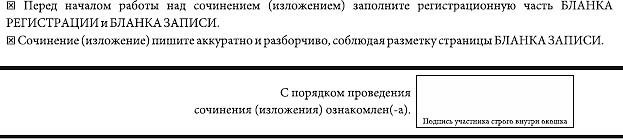 ☒ Перед началом работы над сочинением (изложением) заполните регистрационную часть БЛАНКА
РЕГИСТРАЦИИ и БЛАНКА ЗАПИСИ.
☒ Сочинение (изложение) пишите аккуратно и разборчиво, соблюдая разметку страницы БЛАНКА ЗАПИСИ.
С порядком проведения
сочинения (изложения) ознакомлен(-а).
Подпись участника строго внутри окошка